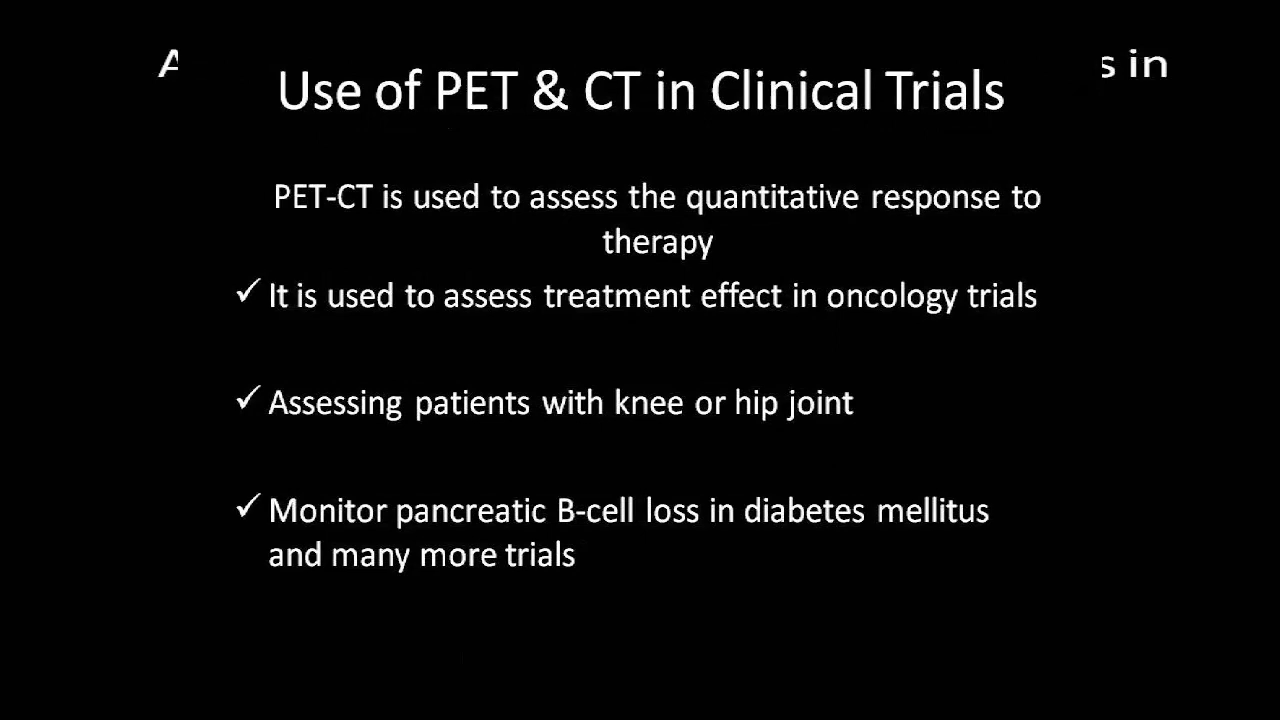 Use of PET & CT in Clinical Trials
PET-CT is used to assess the quantitative response to
therapy
✓ It is used to assess treatment effect in oncology trials
✓ Assessing patients with knee or hip joint
✓ Monitor pancreatic B-cell loss in diabetes mellitus
and many more trials